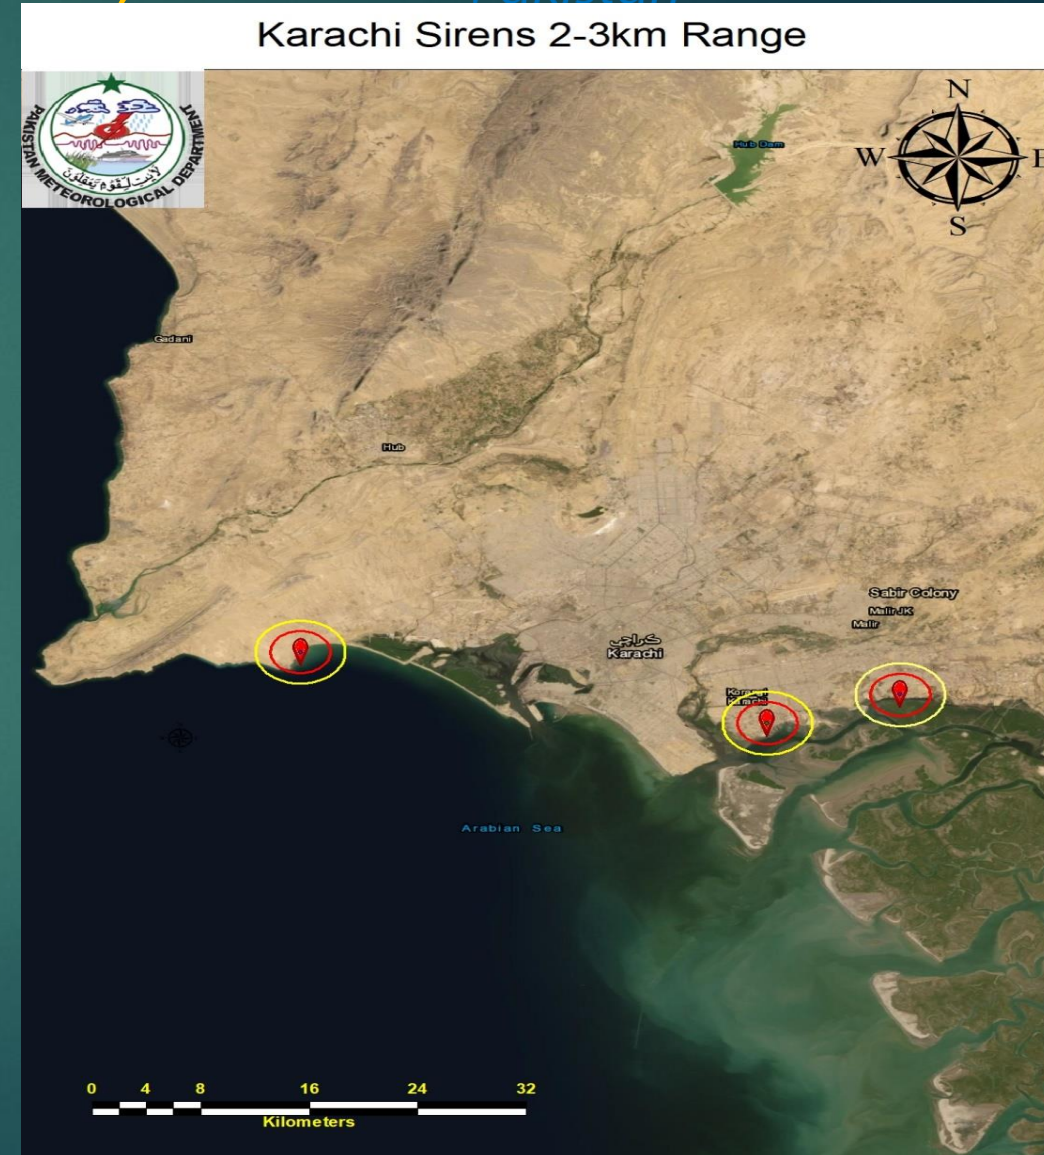 Karachi Sirens 2-3km Range
PAKISTAN METEOROLOGICAL DEPARTMENT
N
W
E
S
Hub Dam
Gadani
Hub
Sabir Colony
Malir JK
Malir
کراچی
Karachi
Karachi
Arabian Sea
0 4 8 16 24 32
Kilometers